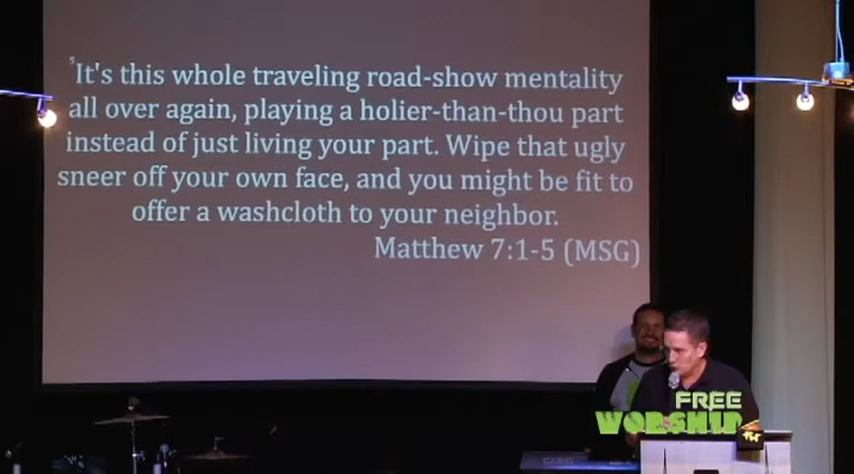 5 It's this whole traveling road-show mentality
all over again, playing a holier-than-thou part
instead of just living your part. Wipe that ugly
sneer off your own face, and you might be fit to
offer a washcloth to your neighbor.
Matthew 7:1-5 (MSG)
FREE
WORSHIP
CASIO